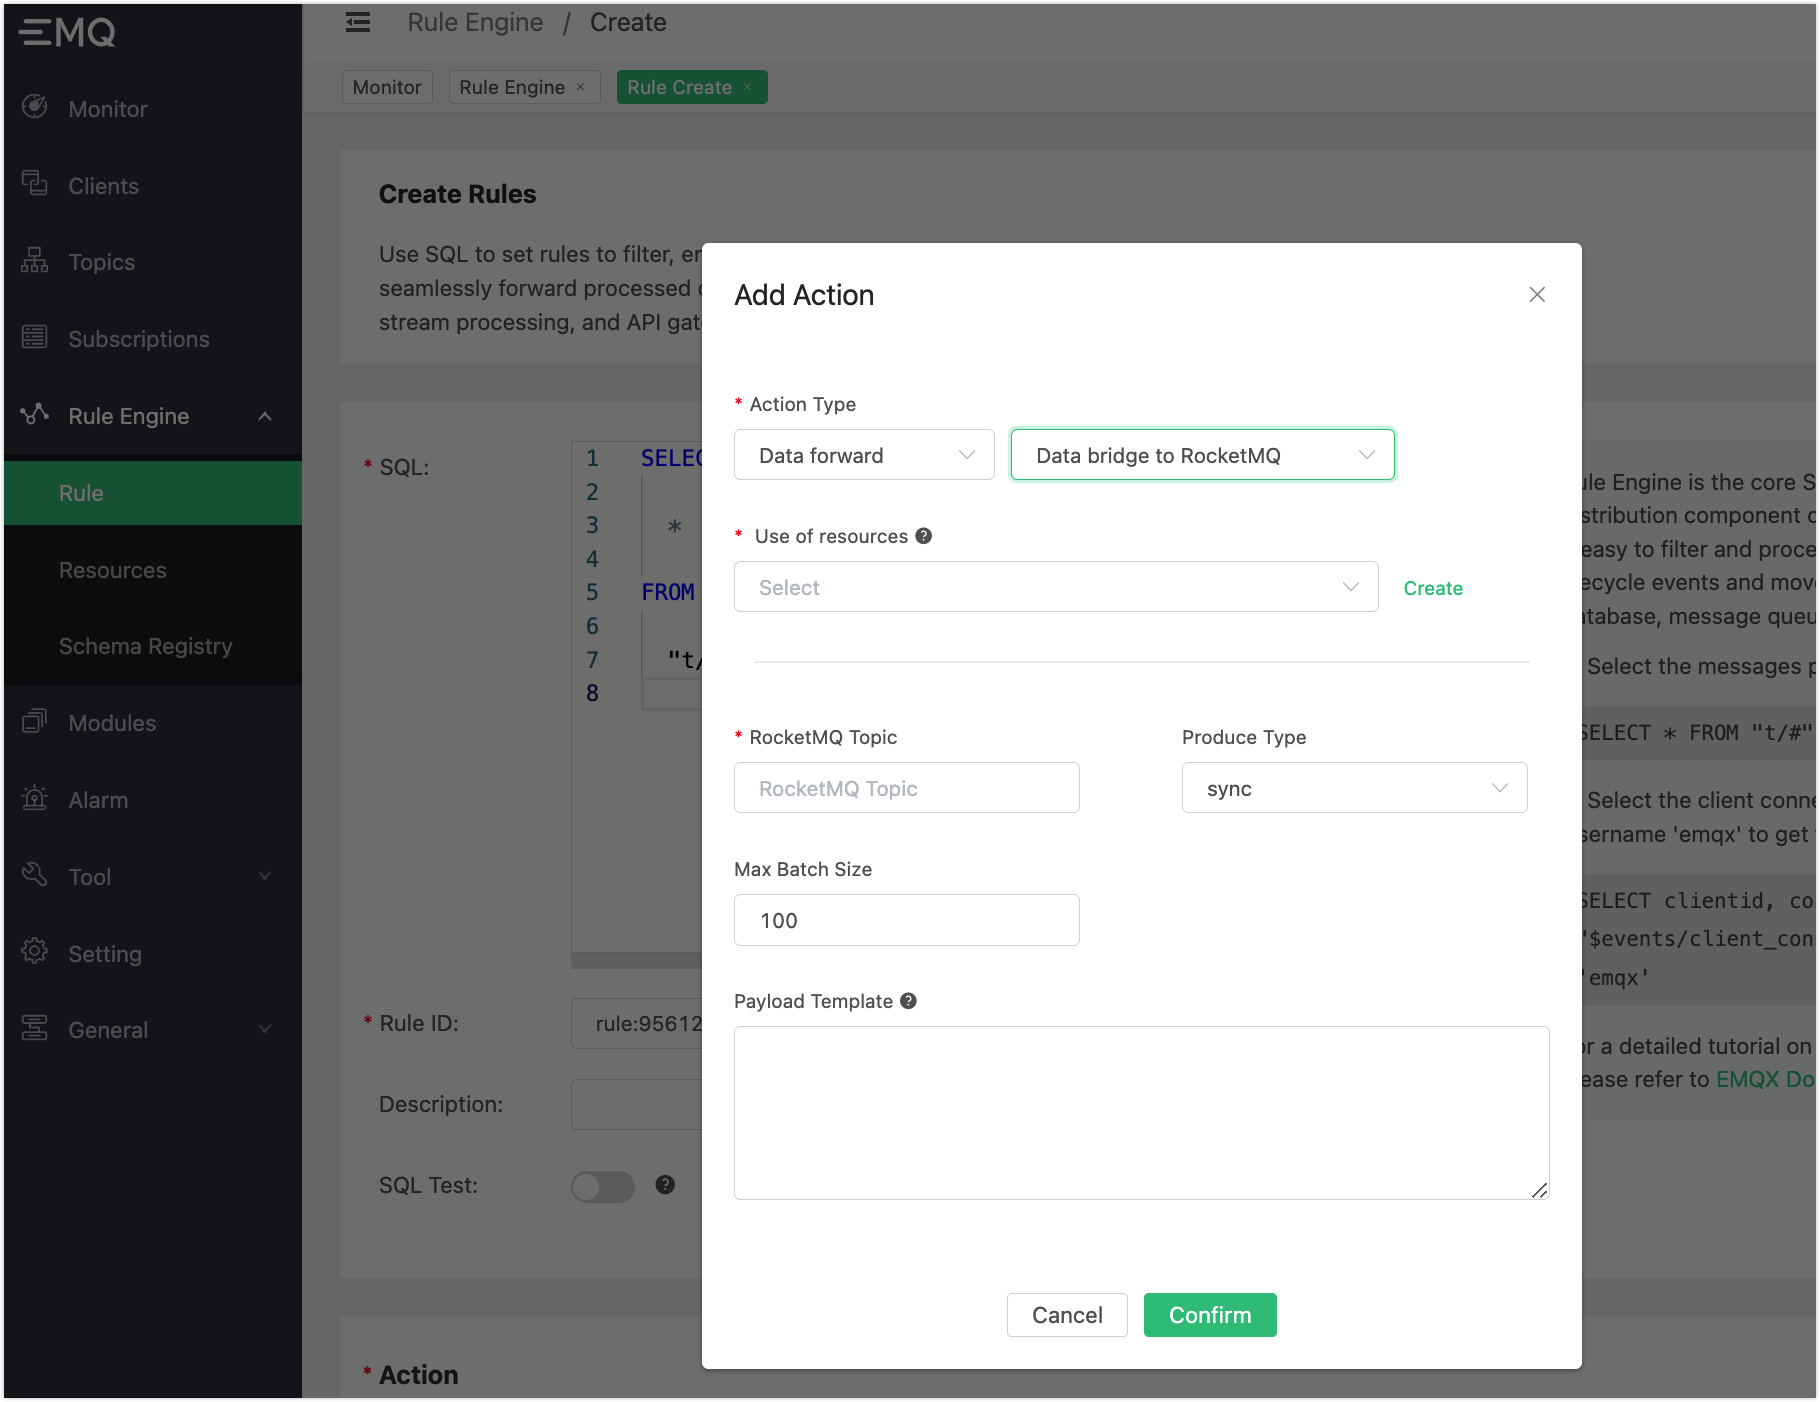 EMQ
Monitor
Clients
Topics
Subscriptions
Rule Engine
Rule
Resources
Schema Registry
Modules
Alarm
Tool
Setting
General
Rule Engine / Create
Monitor
Rule Engine ×
Rule Create ×
Create Rules
Use SQL to set rules to filter, en
seamlessly forward processed
stream processing, and API gat
* SQL:
1 SELEC
2
3 *
4
5 FROM
6
7 "t/
8
* Rule ID:
rule:95612
Description:
SQL Test:
* Action
Add Action
* Action Type
Data forward
Data bridge to RocketMQ
* Use of resources ?
Select
Create
* RocketMQ Topic
RocketMQ Topic
Produce Type
sync
Max Batch Size
100
Payload Template ?
Cancel
Confirm
ule Engine is the core S
stribution component
easy to filter and proce
ecycle events and mov
atabase, message queu
Select the messages p
SELECT * FROM "t/#"
Select the client conne
sername 'emqx' to get
SELECT clientid, co
"$events/client_con
'emqx'
or a detailed tutorial on
ease refer to EMQX Do